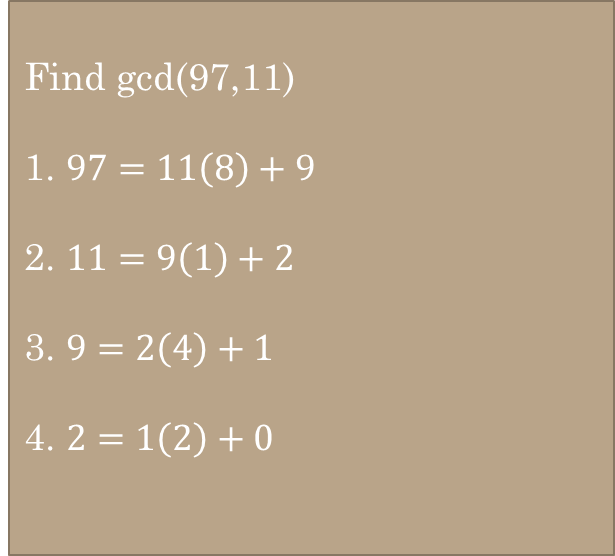 Find gcd(97,11)
1. 97 = 11(8) + 9
2. 11 = 9(1) + 2
3. 9 = 2(4) + 1
4. 2 = 1(2) + 0